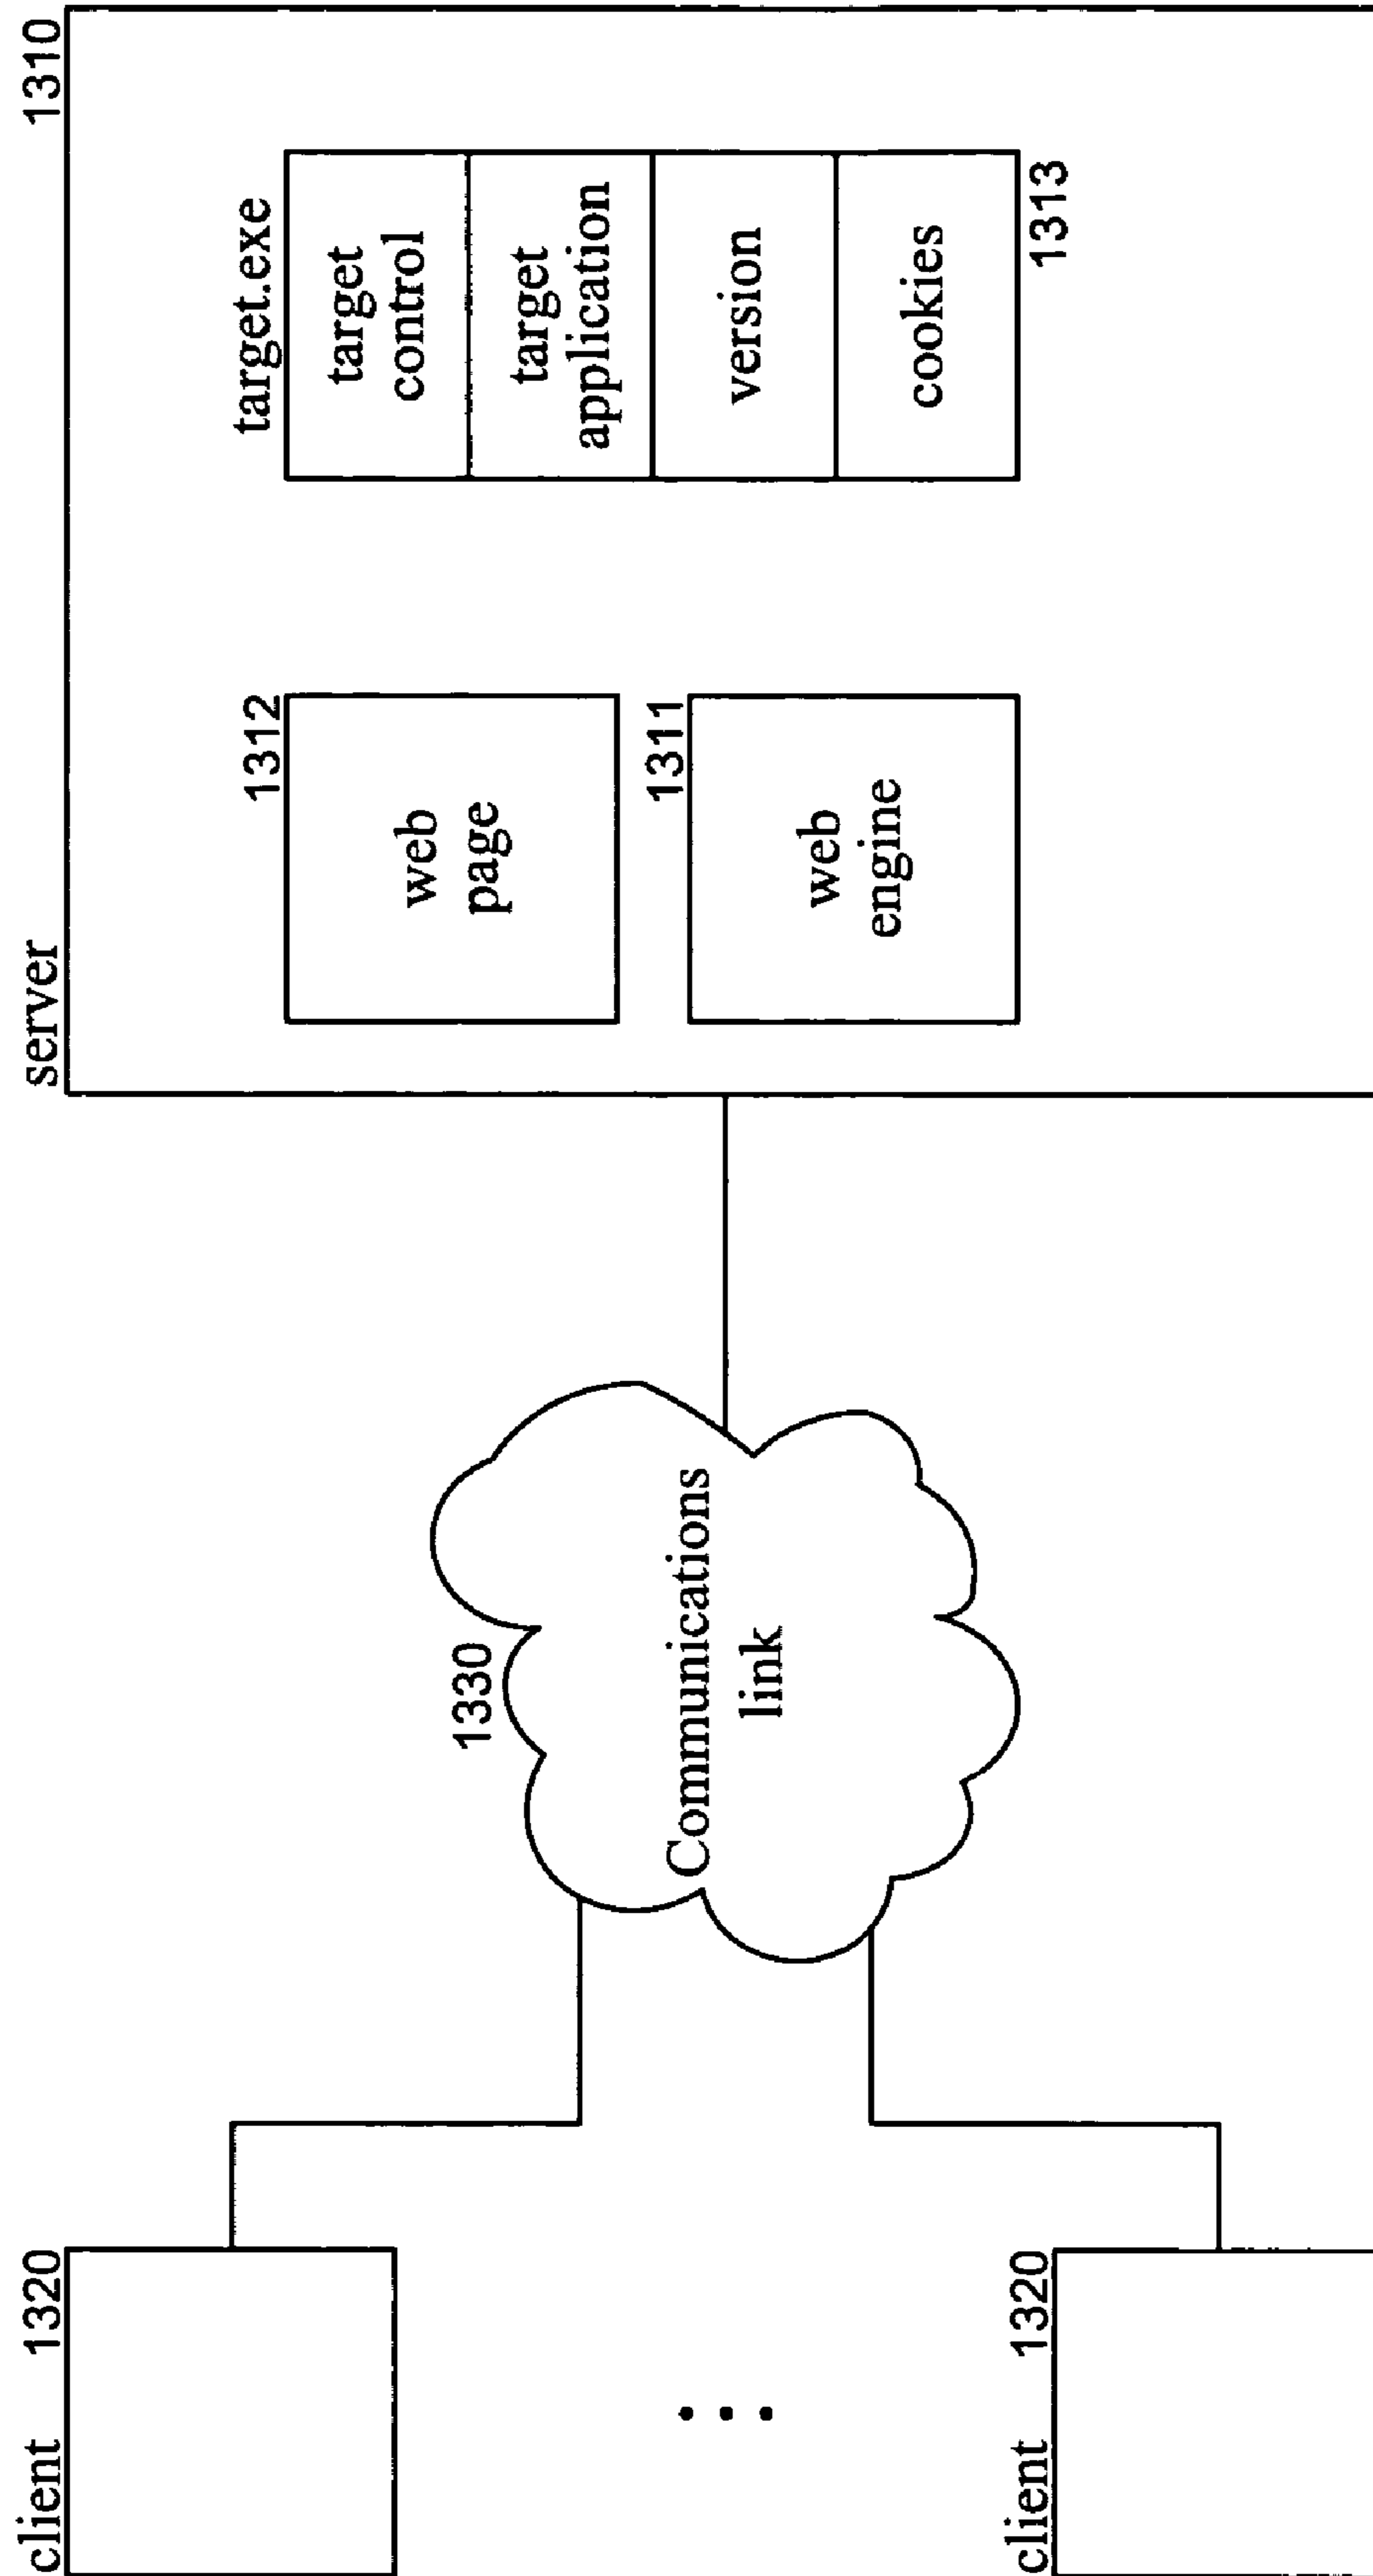 client 1320
client 1320
1330
Communications
link
server 1310
1312
web
page
1311
web
engine
target.exe
target
control
target
application
version
cookies
1313